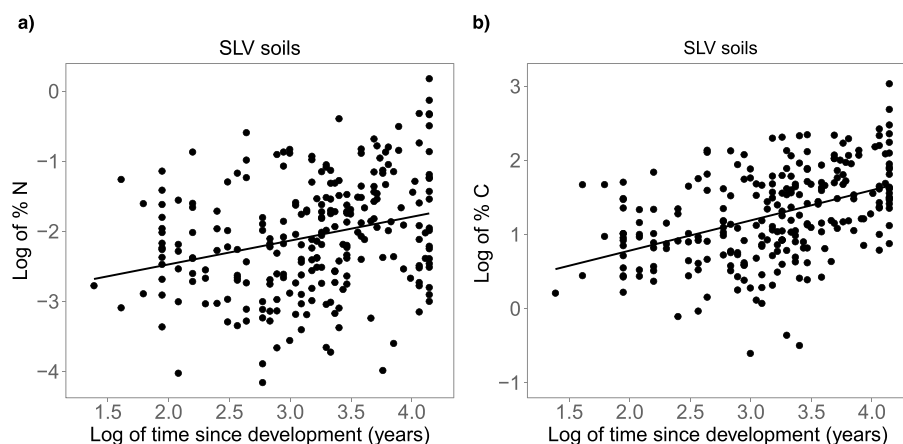 a)
SLV soils
Log of % N
0
−1
−2
−3
−4
1.5 2.0 2.5 3.0 3.5 4.0
Log of time since development (years)
b)
SLV soils
Log of % C
3
2
1
0
−1
1.5 2.0 2.5 3.0 3.5 4.0
Log of time since development (years)